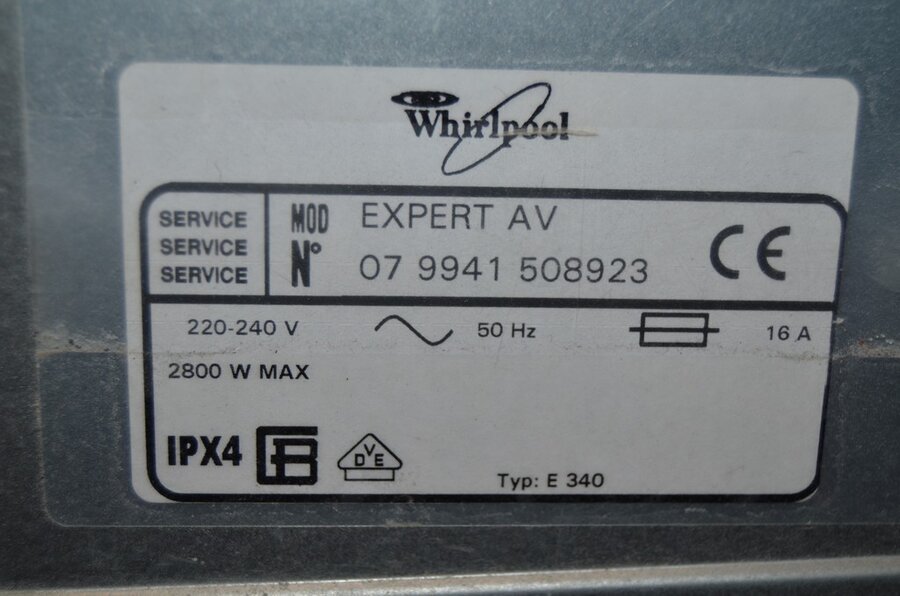 Whirlpool
SERVICE
SERVICE
SERVICE
MOD EXPERT AV
N° 07 9941 508923
CE
220-240 V 50 Hz 16 A
2800 W MAX
IPX4
DVE
Typ: E 340